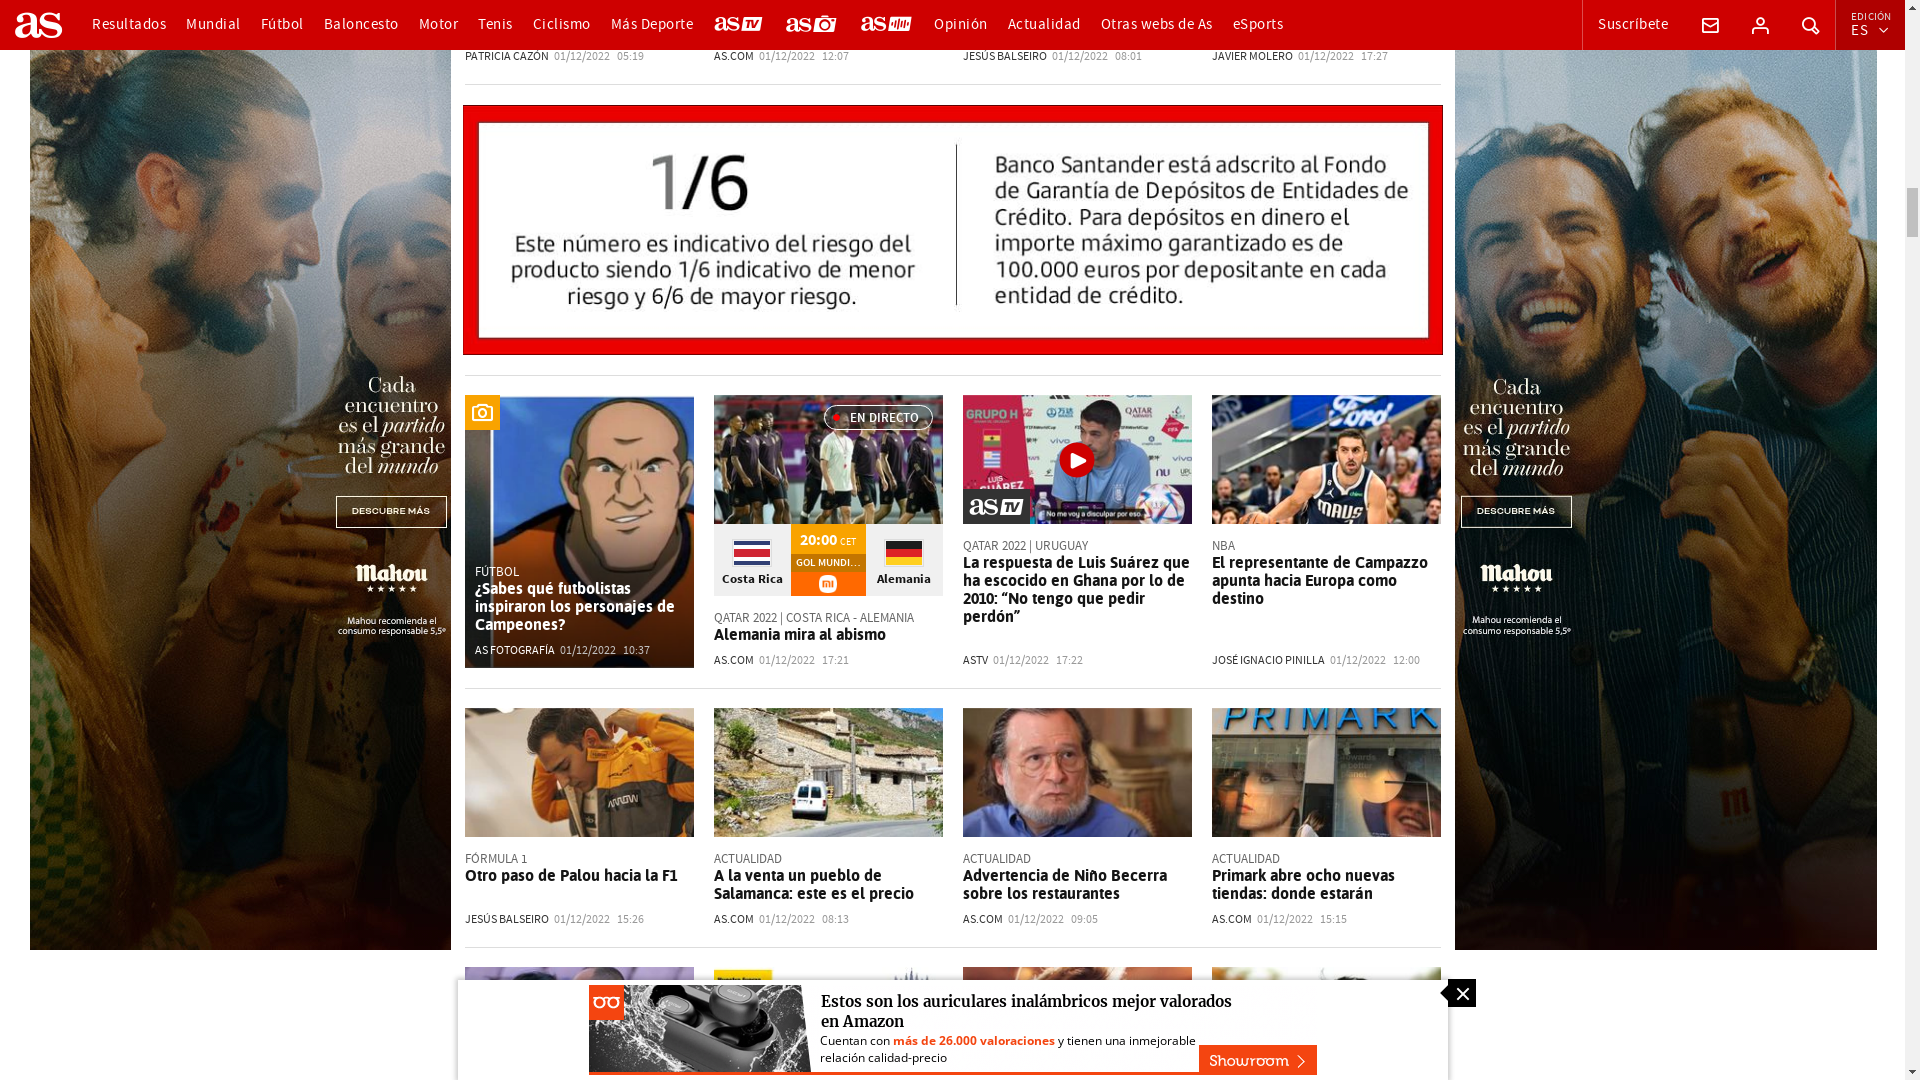 as Resultados Mundial Fútbol Baloncesto Motor Tenis Ciclismo Más Deporte as TV as as Opinión Actualidad Otras webs de As eSports Suscríbete EDICIÓN ES
PATRICIA CAZÓN 01/12/2022 05:19
AS.COM 01/12/2022 12:07
JESÚS BALSEIRO 01/12/2022 08:01
JAVIER MOLERO 01/12/2022 17:27
1/6
Este número es indicativo del riesgo del
producto siendo 1/6 indicativo de menor
riesgo y 6/6 de mayor riesgo.
Banco Santander está adscrito al Fondo
de Garantía de Depósitos de Entidades de
Crédito. Para depósitos en dinero el
importe máximo garantizado es de
100.000 euros por depositante en cada
entidad de crédito.
Cada
encuentro
es el partido
más grande
del mundo
DESCUBRE MÁS
Mahou
Mahou recomienda el
consumo responsable 5,5º
FÚTBOL
¿Sabes qué futbolistas
inspiraron los personajes de
Campeones?
AS FOTOGRAFÍA 01/12/2022 10:37
EN DIRECTO
Costa Rica
20:00 CET
GOL MUNDI...
mi
Alemania
QATAR 2022 | COSTA RICA - ALEMANIA
Alemania mira al abismo
AS.COM 01/12/2022 17:21
GRUPO H
QATAR
vivo
LUIS
SUÁREZ
as TV
No me voy a disculpar por eso.
QATAR 2022 | URUGUAY
La respuesta de Luis Suárez que
ha escocido en Ghana por lo de
2010: “No tengo que pedir
perdón”
ASTV 01/12/2022 17:22
Ford
MAVS
NBA
El representante de Campazzo
apunta hacia Europa como
destino
JOSÉ IGNACIO PINILLA 01/12/2022 12:00
Cada
encuentro
es el partido
más grande
del mundo
DESCUBRE MÁS
Mahou
Mahou recomienda el
consumo responsable 5,5º
ARROW
FÓRMULA 1
Otro paso de Palou hacia la F1
JESÚS BALSEIRO 01/12/2022 15:26
ACTUALIDAD
A la venta un pueblo de
Salamanca: este es el precio
AS.COM 01/12/2022 08:13
ACTUALIDAD
Advertencia de Niño Becerra
sobre los restaurantes
AS.COM 01/12/2022 09:05
PRIMARK
ACTUALIDAD
Primark abre ocho nuevas
tiendas: donde estarán
AS.COM 01/12/2022 15:15
Estos son los auriculares inalámbricos mejor valorados
en Amazon
Cuentan con más de 26.000 valoraciones y tienen una inmejorable
relación calidad-precio
Showroom